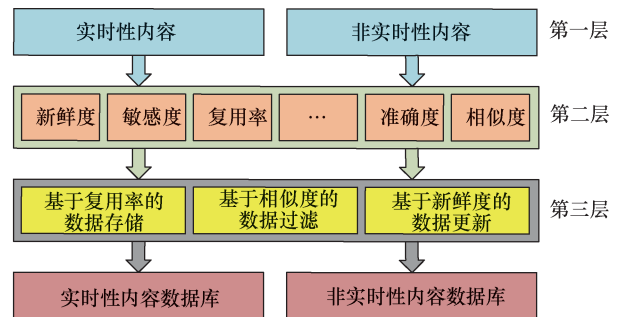 实时性内容
非实时性内容
第一层
新鲜度
敏感度
复用率
…
准确度
相似度
第二层
基于复用率的
数据存储
基于相似度的
数据过滤
基于新鲜度的
数据更新
第三层
实时性内容数据库
非实时性内容数据库